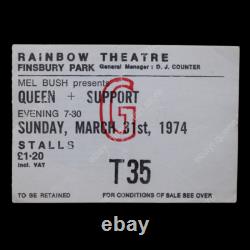 RAINBOW THEATRE
FINSBURY PARK General Manager: D. J. COUNTER
MEL BUSH presents
QUEEN + SUPPORT
EVENING 7-30
SUNDAY, MARCH 31st, 1974
STALLS
£1·20
incl. VAT
G
T35
TO BE RETAINED FOR CONDITIONS OF SALE SEE OVER